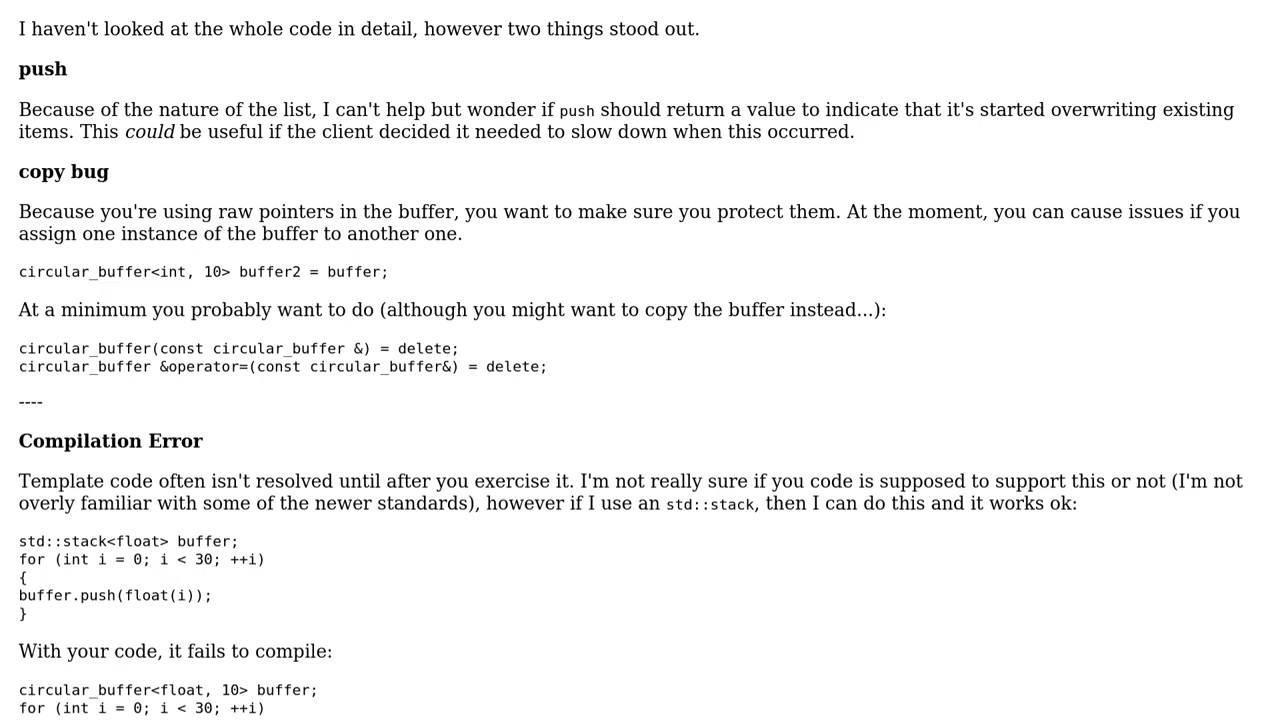 I haven't looked at the whole code in detail, however two things stood out.
push
Because of the nature of the list, I can't help but wonder if push should return a value to indicate that it's started overwriting existing
items. This could be useful if the client decided it needed to slow down when this occurred.
copy bug
Because you're using raw pointers in the buffer, you want to make sure you protect them. At the moment, you can cause issues if you
assign one instance of the buffer to another one.
circular_buffer<int, 10> buffer2 = buffer;
At a minimum you probably want to do (although you might want to copy the buffer instead...):
circular_buffer(const circular_buffer &) = delete;
circular_buffer &operator=(const circular_buffer&) = delete;
----
Compilation Error
Template code often isn't resolved until after you exercise it. I'm not really sure if you code is supposed to support this or not (I'm not
overly familiar with some of the newer standards), however if I use an std::stack, then I can do this and it works ok:
std::stack<float> buffer;
for (int i = 0; i < 30; ++i)
{
buffer.push(float(i));
}
With your code, it fails to compile:
circular_buffer<float, 10> buffer;
for (int i = 0; i < 30; ++i)